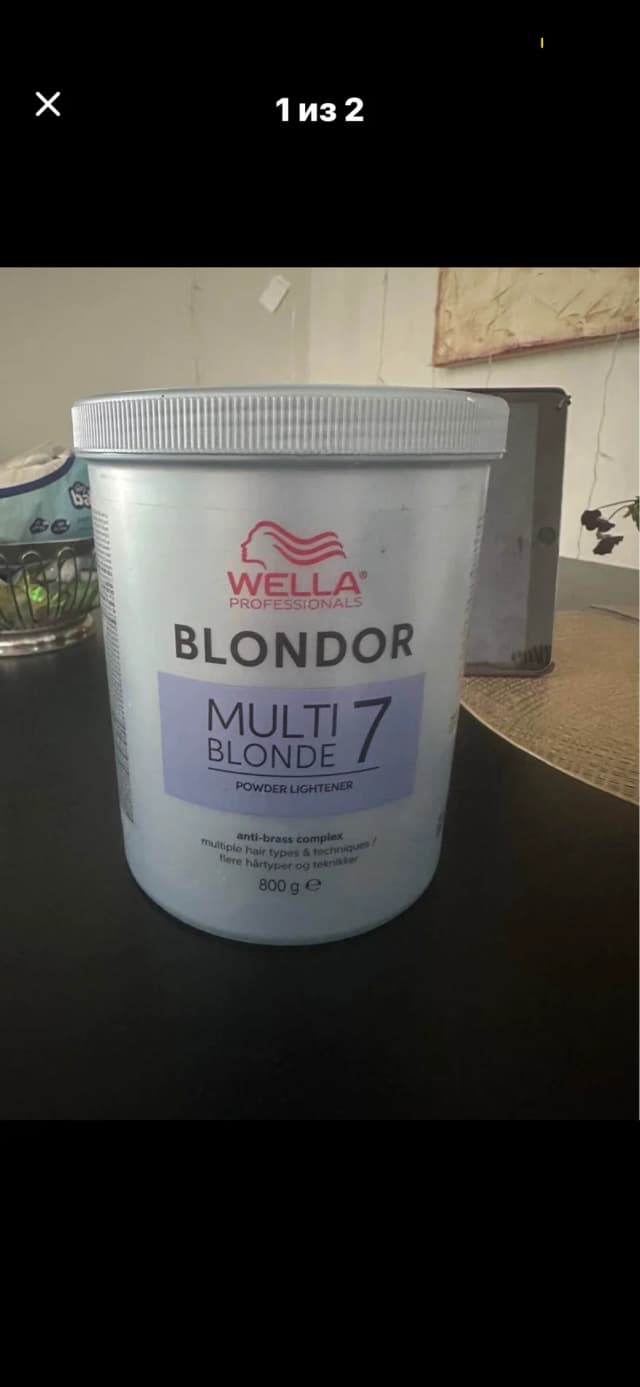 1 из 2
WELLA®
PROFESSIONALS
BLONDOR
MULTI 7
BLONDE
POWDER LIGHTENER
anti-brass complex
multiple hair types & techniques /
flere hårtyper og teknikker
800 g ℮